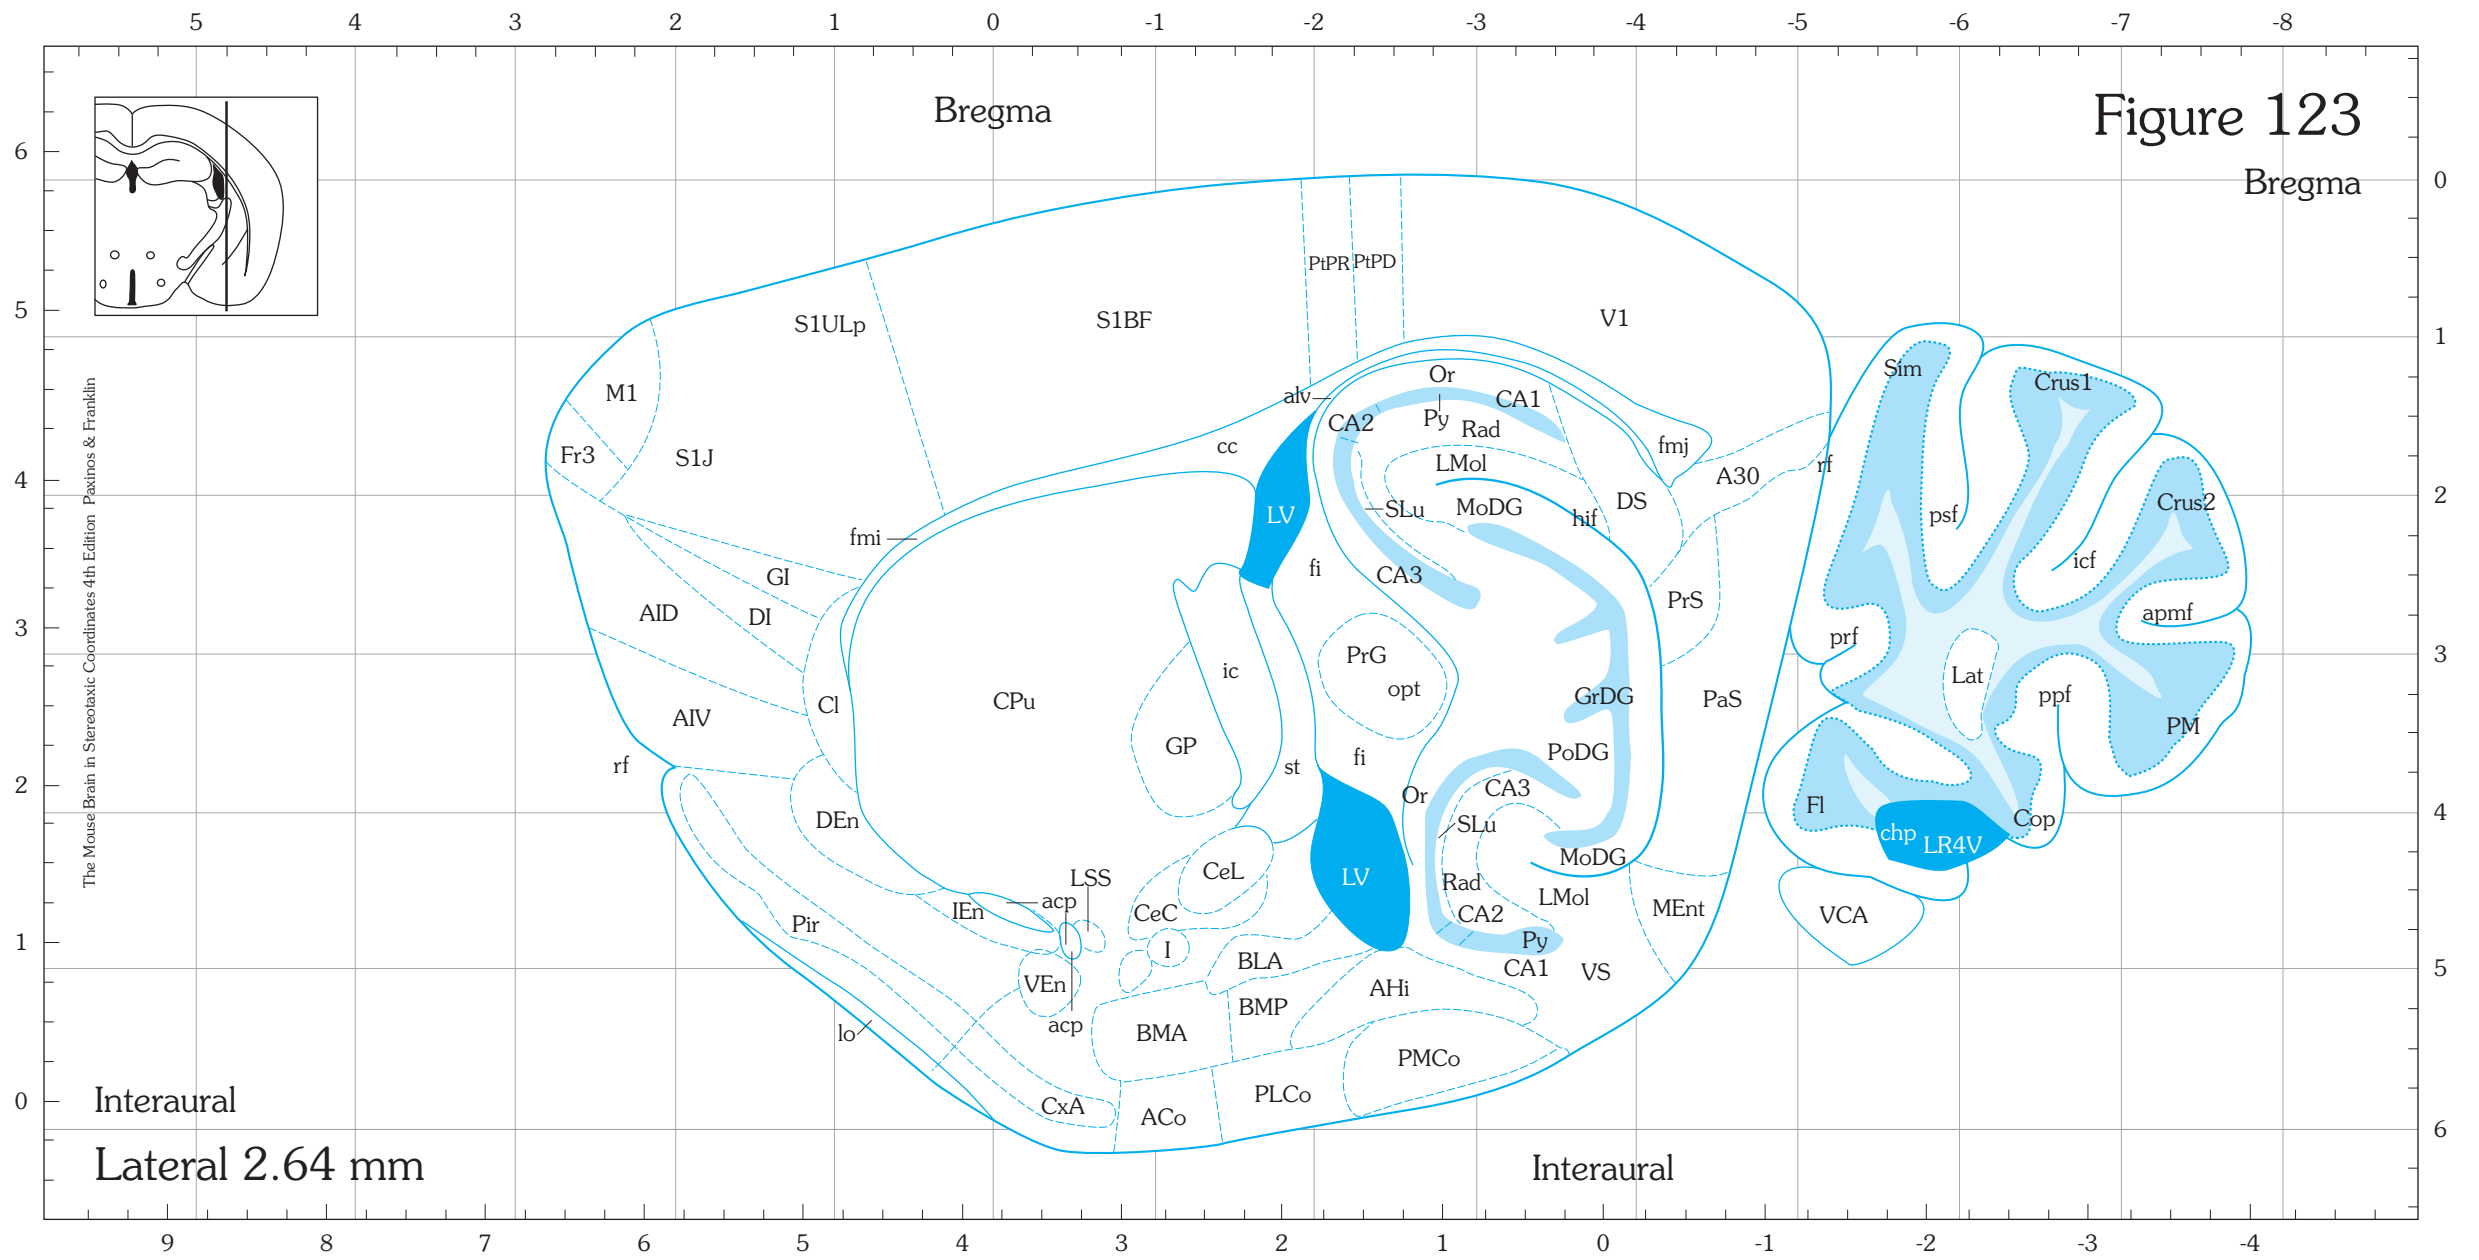 5 4 3 2 1 0 -1 -2 -3 -4 -5 -6 -7 -8
Bregma
Figure 123
Bregma
6
5
4
3
2
1
0
0
1
2
3
4
5
6
The Mouse Brain in Stereotaxic Coordinates 4th Edition Paxinos & Franklin
PtPR PtPD
S1ULp
S1BF
V1
M1
Fr3
S1J
alv
Or
CA2
CA1
Py
Rad
cc
LMol
fmj
A30
rf
LV
SLu
MoDG
hif
DS
fmi
fi
CA3
GI
AID
DI
PrS
PrG
ic
opt
CPu
Cl
AIV
GP
GrDG
PaS
PoDG
rf
st
fi
CA3
Or
SLu
DEn
MoDG
LV
LSS
CeL
Rad
LMol
acp
IEn
CeC
CA2
MEnt
Pir
I
Py
BLA
CA1
VS
VEn
AHi
BMP
acp
lo
BMA
PMCo
CxA
ACo
PLCo
Sim
Crus1
Crus2
psf
icf
apmf
prf
Lat
ppf
PM
Fl
chp
LR4V
Cop
VCA
Interaural
Lateral 2.64 mm
Interaural
9 8 7 6 5 4 3 2 1 0 -1 -2 -3 -4